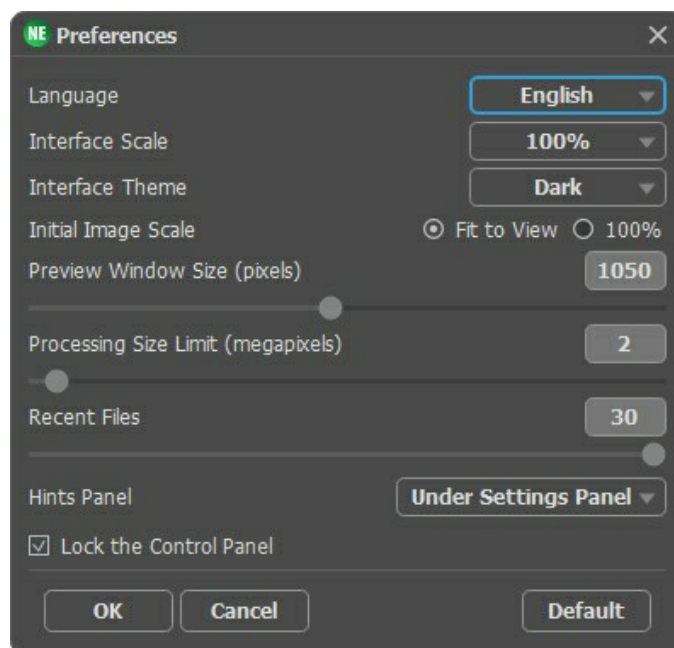 NE Preferences
Language English
Interface Scale 100%
Interface Theme Dark
Initial Image Scale Fit to View 100%
Preview Window Size (pixels) 1050
Processing Size Limit (megapixels) 2
Recent Files 30
Hints Panel Under Settings Panel
Lock the Control Panel
OK Cancel Default